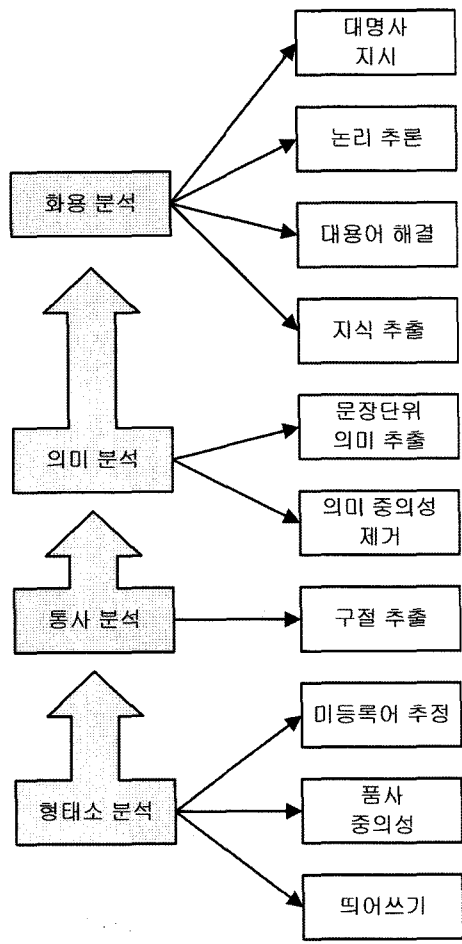 대명사
지시
논리 추론
화용 분석
대용어 해결
지식 추출
문장단위
의미 추출
의미 분석
의미 중의성
제거
통사 분석
구절 추출
미등록어 추정
형태소 분석
품사
중의성
띄어쓰기